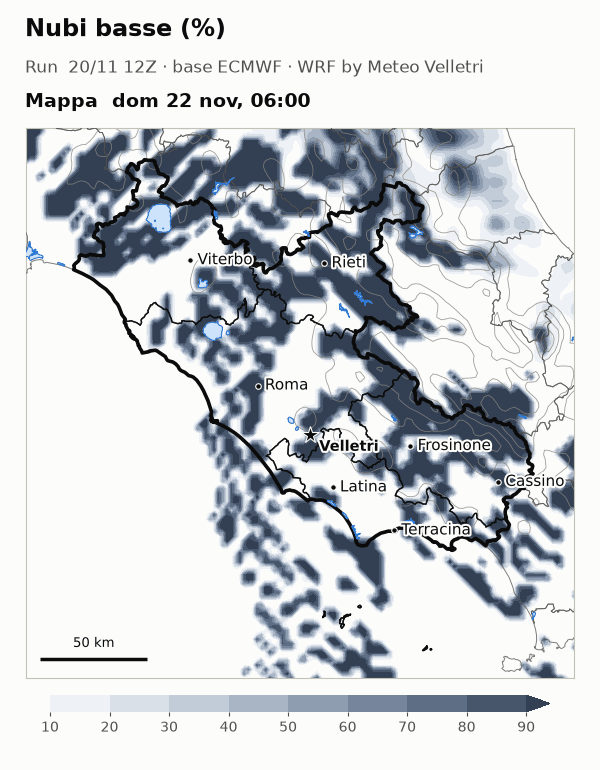 Nubi basse (%)
Run 20/11 12Z · base ECMWF · WRF by Meteo Velletri
Mappa dom 22 nov, 06:00
Viterbo
Rieti
Roma
Velletri
Frosinone
Cassino
Latina
Terracina
50 km
10 20 30 40 50 60 70 80 90